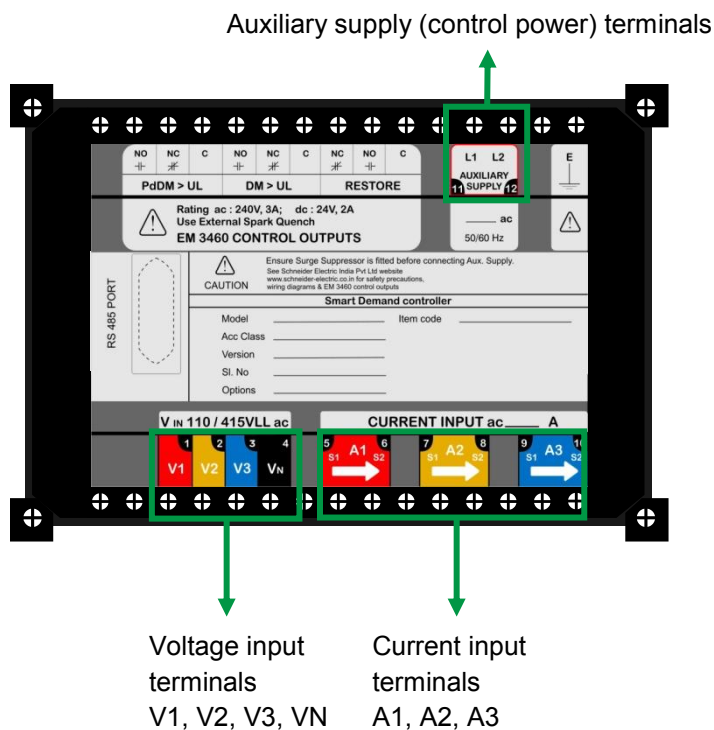 Auxiliary supply (control power) terminals
NO NC C NO NC C NC NO C
PdDM > UL DM > UL RESTORE
L1 L2
AUXILIARY
11 SUPPLY 12
E
Rating ac : 240V, 3A; dc : 24V, 2A
Use External Spark Quench
EM 3460 CONTROL OUTPUTS
____ ac
50/60 Hz
RS 485 PORT
CAUTION
Ensure Surge Suppressor is fitted before connecting Aux. Supply.
See Schneider Electric India Pvt Ltd website
www.schneider-electric.co.in for safety precautions,
wiring diagrams & EM 3460 control outputs
Smart Demand controller
Model Item code
Acc Class
Version
Sl. No
Options
V IN 110 / 415VLL ac
CURRENT INPUT ac____ A
1 2 3 4
V1 V2 V3 VN
5 6 7 8 9 10
S1 A1 S2 S1 A2 S2 S1 A3 S2
Voltage input
terminals
V1, V2, V3, VN
Current input
terminals
A1, A2, A3